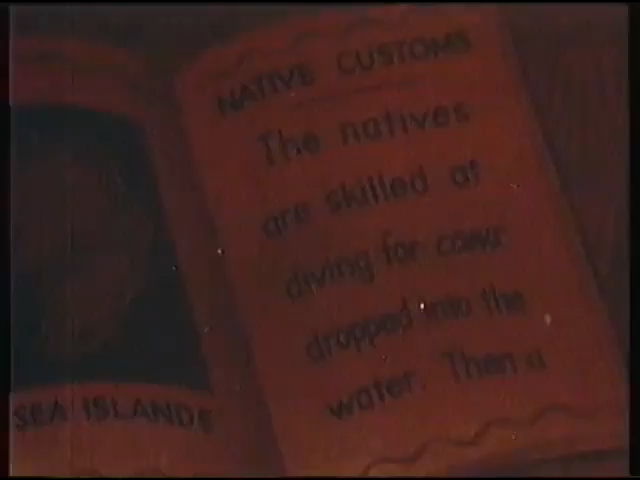 SEA ISLANDS
NATIVE CUSTOMS
The natives
are skilled at
diving for coins
dropped into the
water. Then a